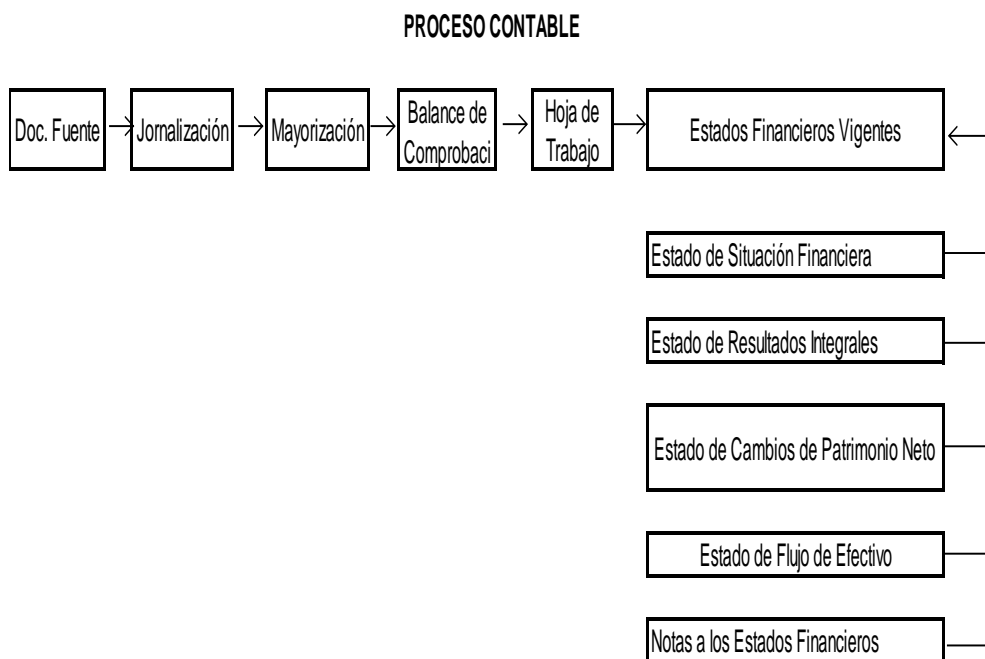 PROCESO CONTABLE
Doc. Fuente
Jornalización
Mayorización
Balance de
Comprobaci
Hoja de
Trabajo
Estados Financieros Vigentes
Estado de Situación Financiera
Estado de Resultados Integrales
Estado de Cambios de Patrimonio Neto
Estado de Flujo de Efectivo
Notas a los Estados Financieros